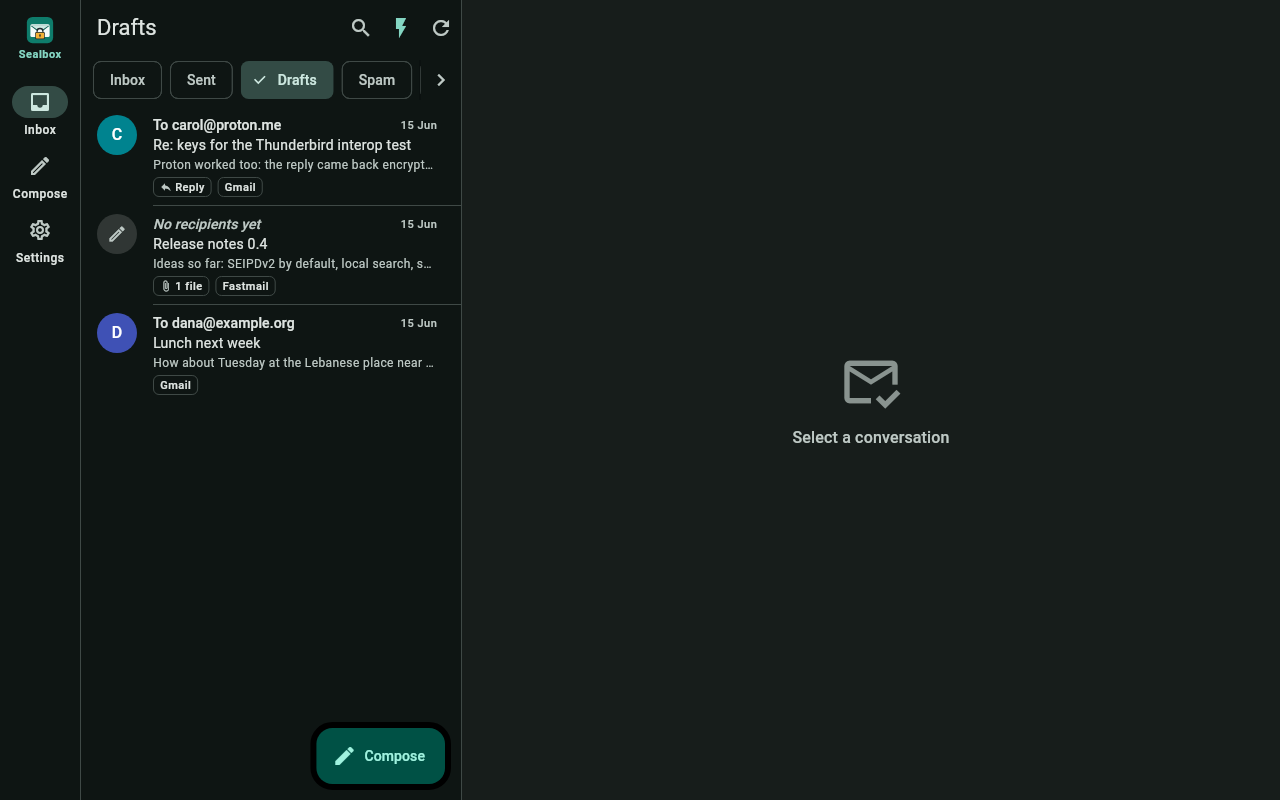 Sealbox
Inbox
Compose
Settings
Drafts
Inbox
Sent
Drafts
Spam
C
To carol@proton.me
15 Jun
Re: keys for the Thunderbird interop test
Proton worked too: the reply came back encrypt…
Reply
Gmail
No recipients yet
15 Jun
Release notes 0.4
Ideas so far: SEIPDv2 by default, local search, s…
1 file
Fastmail
D
To dana@example.org
15 Jun
Lunch next week
How about Tuesday at the Lebanese place near …
Gmail
Compose
Select a conversation